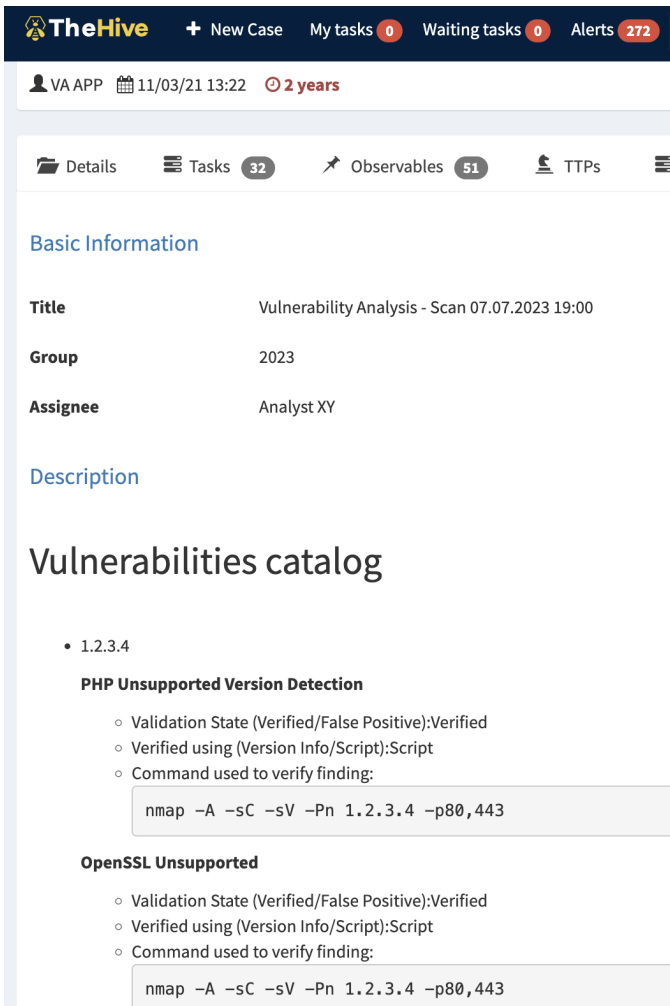 TheHive + New Case My tasks 0 Waiting tasks 0 Alerts 272
VA APP 11/03/21 13:22 2 years
Details Tasks 32 Observables 51 TTPs
Basic Information
Title Vulnerability Analysis - Scan 07.07.2023 19:00
Group 2023
Assignee Analyst XY
Description
Vulnerabilities catalog
• 1.2.3.4
PHP Unsupported Version Detection
◦ Validation State (Verified/False Positive):Verified
◦ Verified using (Version Info/Script):Script
◦ Command used to verify finding:
nmap -A -sC -sV -Pn 1.2.3.4 -p80,443
OpenSSL Unsupported
◦ Validation State (Verified/False Positive):Verified
◦ Verified using (Version Info/Script):Script
◦ Command used to verify finding:
nmap -A -sC -sV -Pn 1.2.3.4 -p80,443